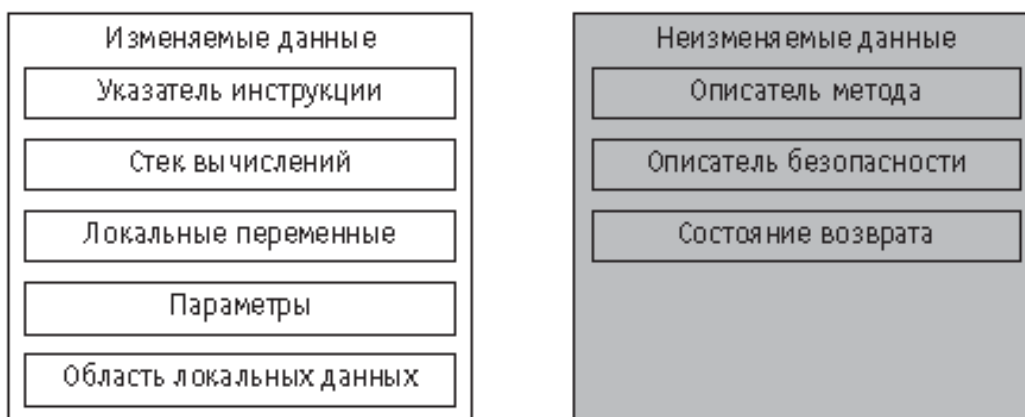 Изменяемые данные
Указатель инструкции
Стек вычислений
Локальные переменные
Параметры
Область локальных данных
Неизменяемые данные
Описатель метода
Описатель безопасности
Состояние возврата